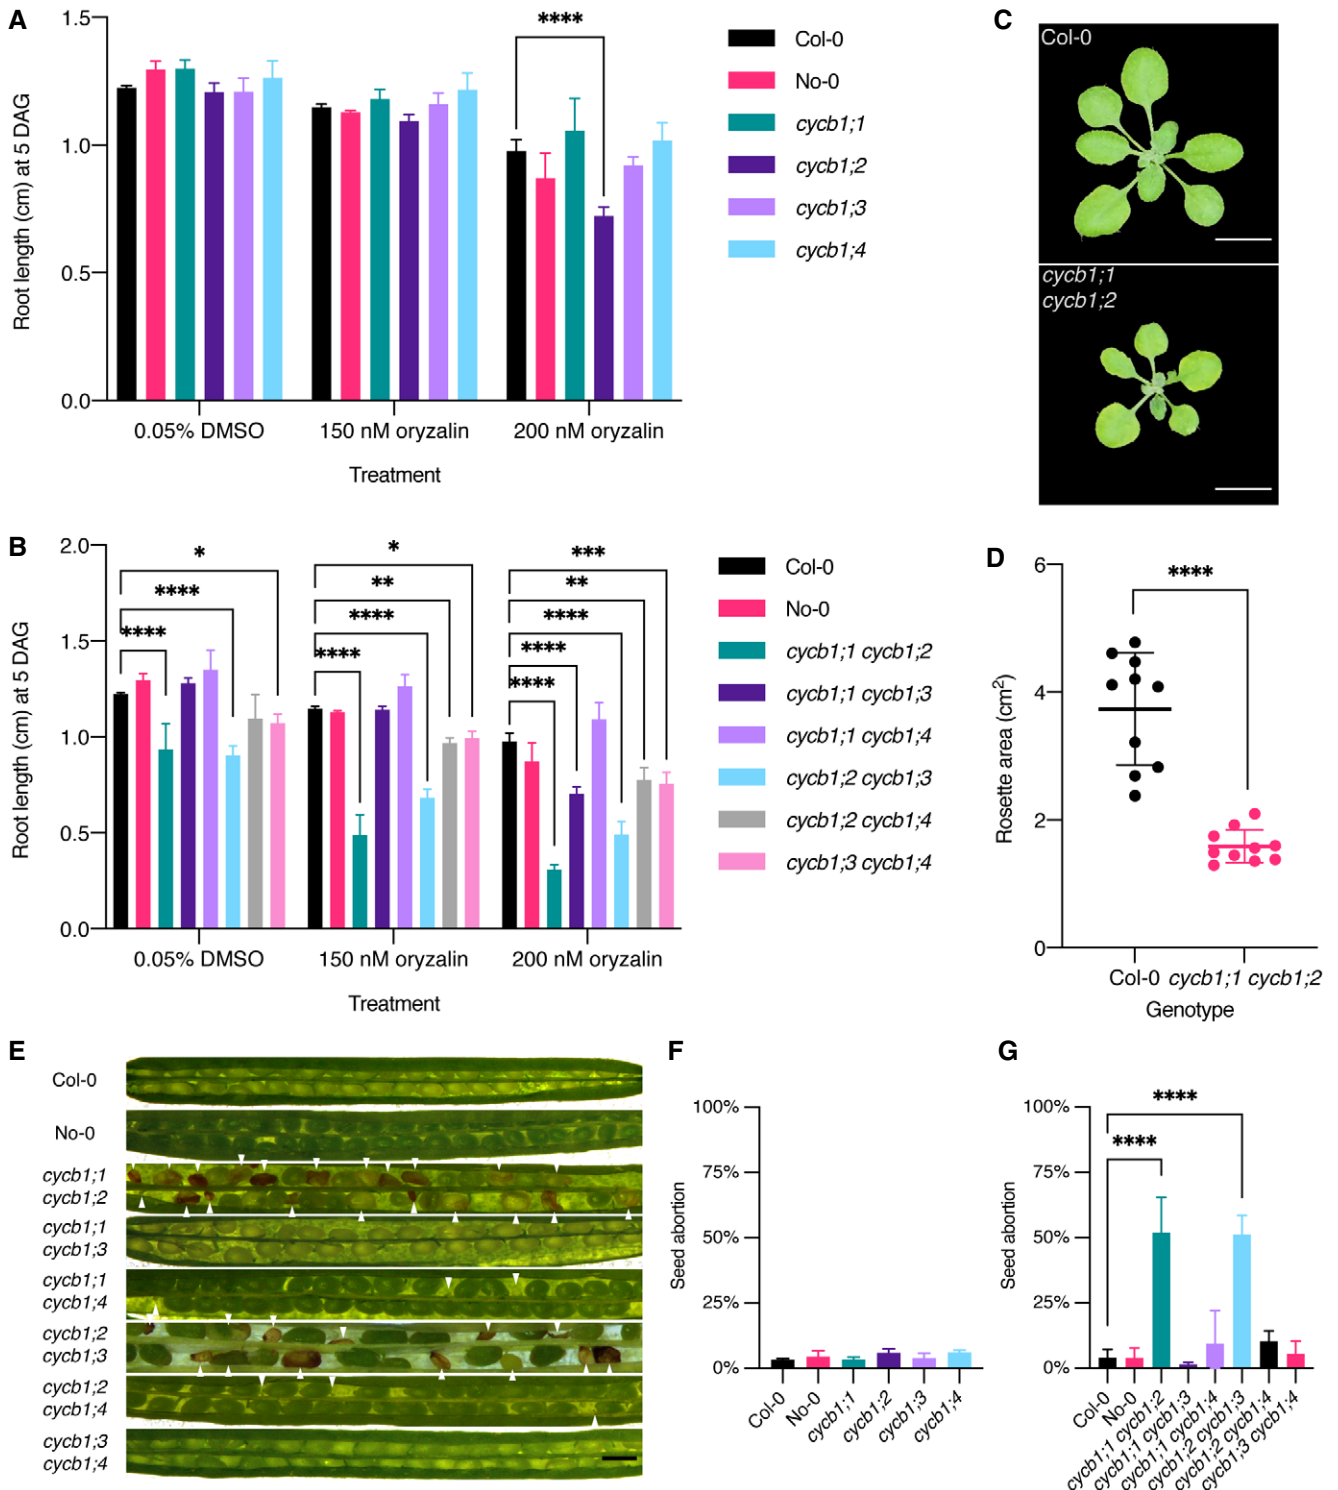 A
1.5
1.0
0.5
0.0
Root length (cm) at 5 DAG
****
0.05% DMSO
150 nM oryzalin
200 nM oryzalin
Treatment
Col-0
No-0
cycb1;1
cycb1;2
cycb1;3
cycb1;4
C
Col-0
cycb1;1
cycb1;2
B
2.0
1.5
1.0
0.5
0.0
Root length (cm) at 5 DAG
*
****
****
*
**
****
****
***
**
****
****
****
0.05% DMSO
150 nM oryzalin
200 nM oryzalin
Treatment
Col-0
No-0
cycb1;1 cycb1;2
cycb1;1 cycb1;3
cycb1;1 cycb1;4
cycb1;2 cycb1;3
cycb1;2 cycb1;4
cycb1;3 cycb1;4
D
6
4
2
0
Rosette area (cm²)
****
Col-0
cycb1;1 cycb1;2
Genotype
E
Col-0
No-0
cycb1;1
cycb1;2
cycb1;1
cycb1;3
cycb1;1
cycb1;4
cycb1;2
cycb1;3
cycb1;2
cycb1;4
cycb1;3
cycb1;4
F
100%
75%
50%
25%
0%
Seed abortion
Col-0
No-0
cycb1;1
cycb1;2
cycb1;3
cycb1;4
G
100%
75%
50%
25%
0%
Seed abortion
****
****
Col-0
No-0
cycb1;1 cycb1;2
cycb1;1 cycb1;3
cycb1;1 cycb1;4
cycb1;2 cycb1;3
cycb1;2 cycb1;4
cycb1;3 cycb1;4